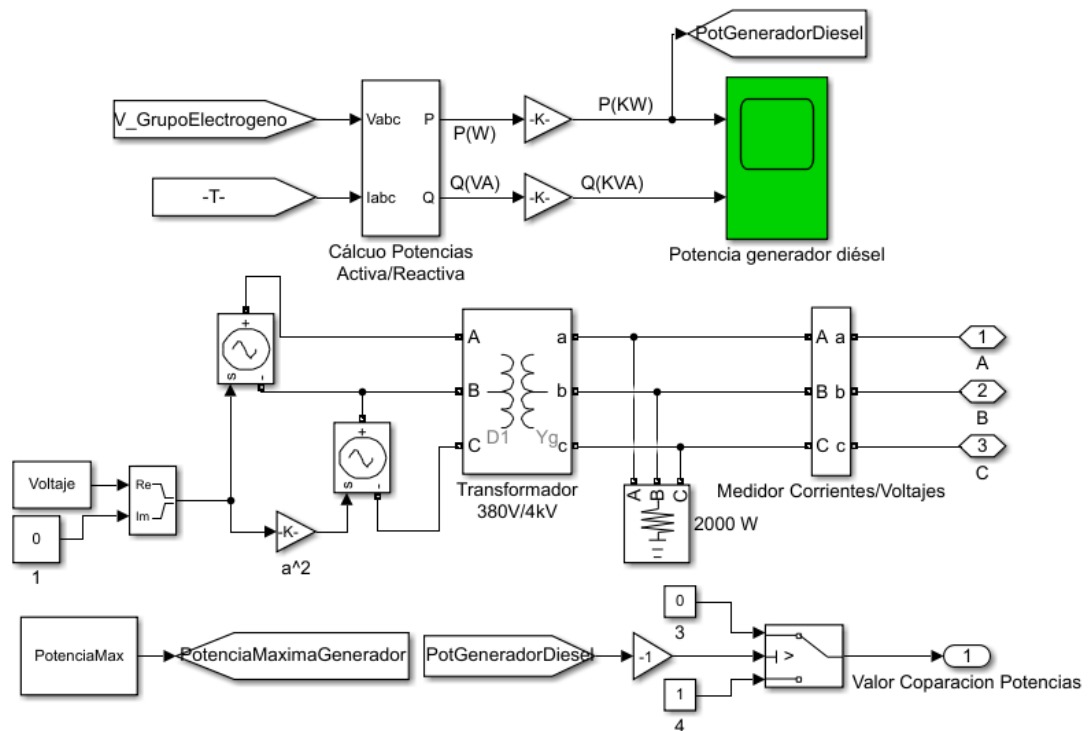 PotGeneradorDiesel
V_GrupoElectrogeno
Vabc
P
P(W)
-K-
P(KW)
-T-
Iabc
Q
Q(VA)
-K-
Q(KVA)
Cálcuo Potencias
Activa/Reactiva
Potencia generador diésel
+
s
-
A
B
C
D1
Yg
a
b
c
Transformador
380V/4kV
A
B
C
a
b
c
Medidor Corrientes/Voltajes
1
A
2
B
3
C
+
s
-
Voltaje
0
1
Re
Im
-K-
a^2
A
B
C
2000 W
PotenciaMax
PotenciaMaximaGenerador
PotGeneradorDiesel
-1
0
3
>
1
4
1
Valor Coparacion Potencias